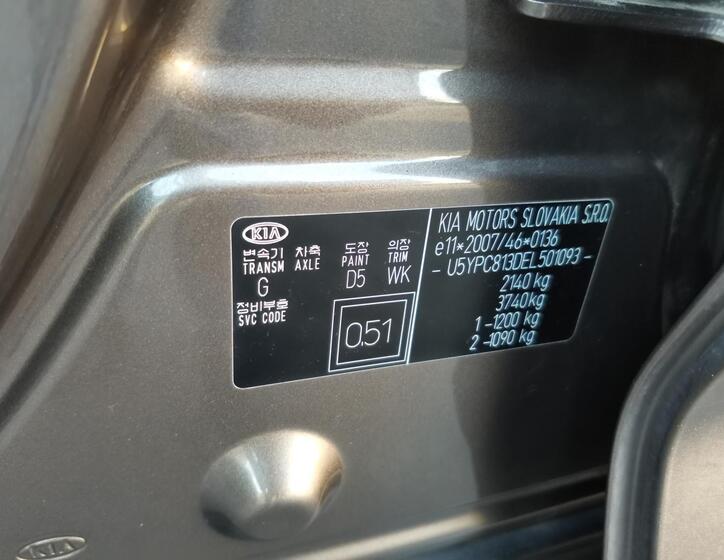 KIA
변속기 차축 도장 의장
TRANSM AXLE PAINT TRIM
G D5 WK
정비부호
SVC CODE
0.51
KIA MOTORS SLOVAKIA S.R.O.
e11*2007/46*0136
- U5YPC813DEL501093 -
2140 kg
3740kg
1 -1200 kg
2 -1090 kg
KIA